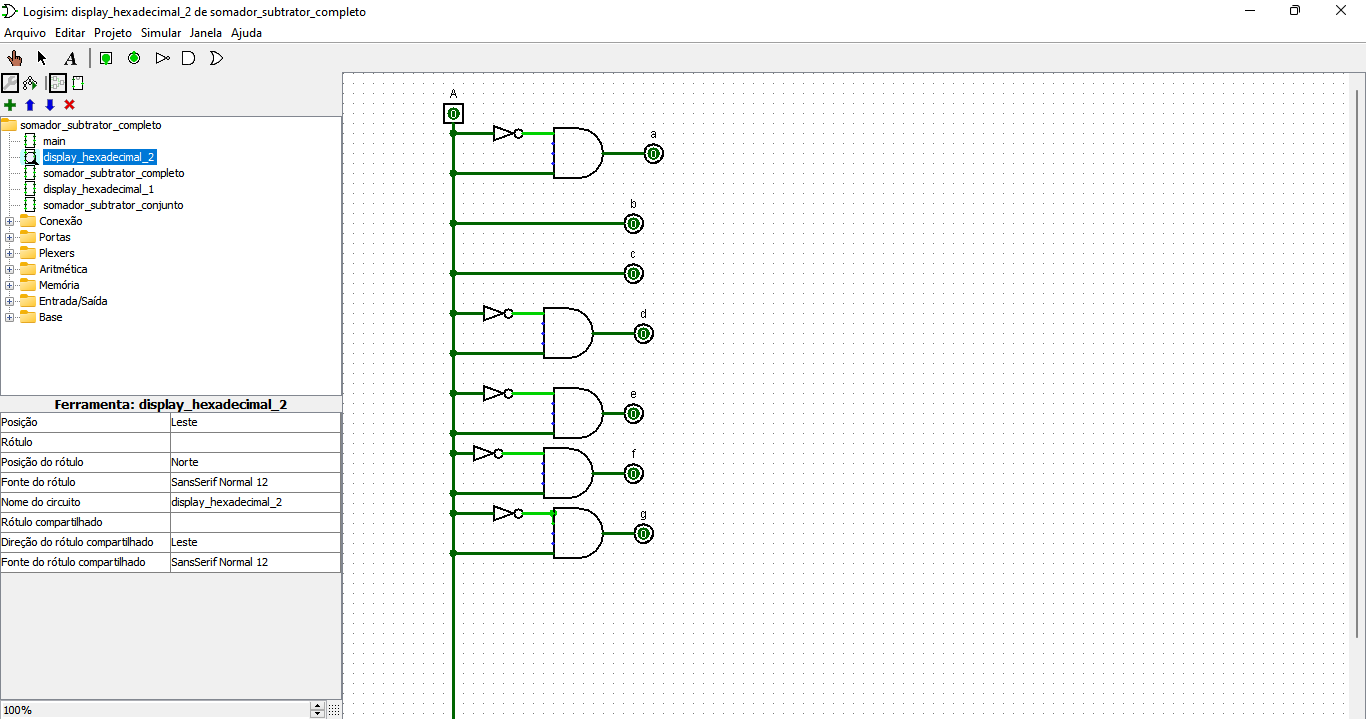 Logisim: display_hexadecimal_2 de somador_subtrator_completo
Arquivo Editar Projeto Simular Janela Ajuda
A
somador_subtrator_completo
main
display_hexadecimal_2
somador_subtrator_completo
display_hexadecimal_1
somador_subtrator_conjunto
Conexão
Portas
Plexers
Aritmética
Memória
Entrada/Saída
Base
Ferramenta: display_hexadecimal_2
Posição Leste
Rótulo
Posição do rótulo Norte
Fonte do rótulo SansSerif Normal 12
Nome do circuito display_hexadecimal_2
Rótulo compartilhado
Direção do rótulo compartilhado Leste
Fonte do rótulo compartilhado SansSerif Normal 12
100%
A
0
a
0
b
0
c
0
d
0
e
0
f
0
g
0